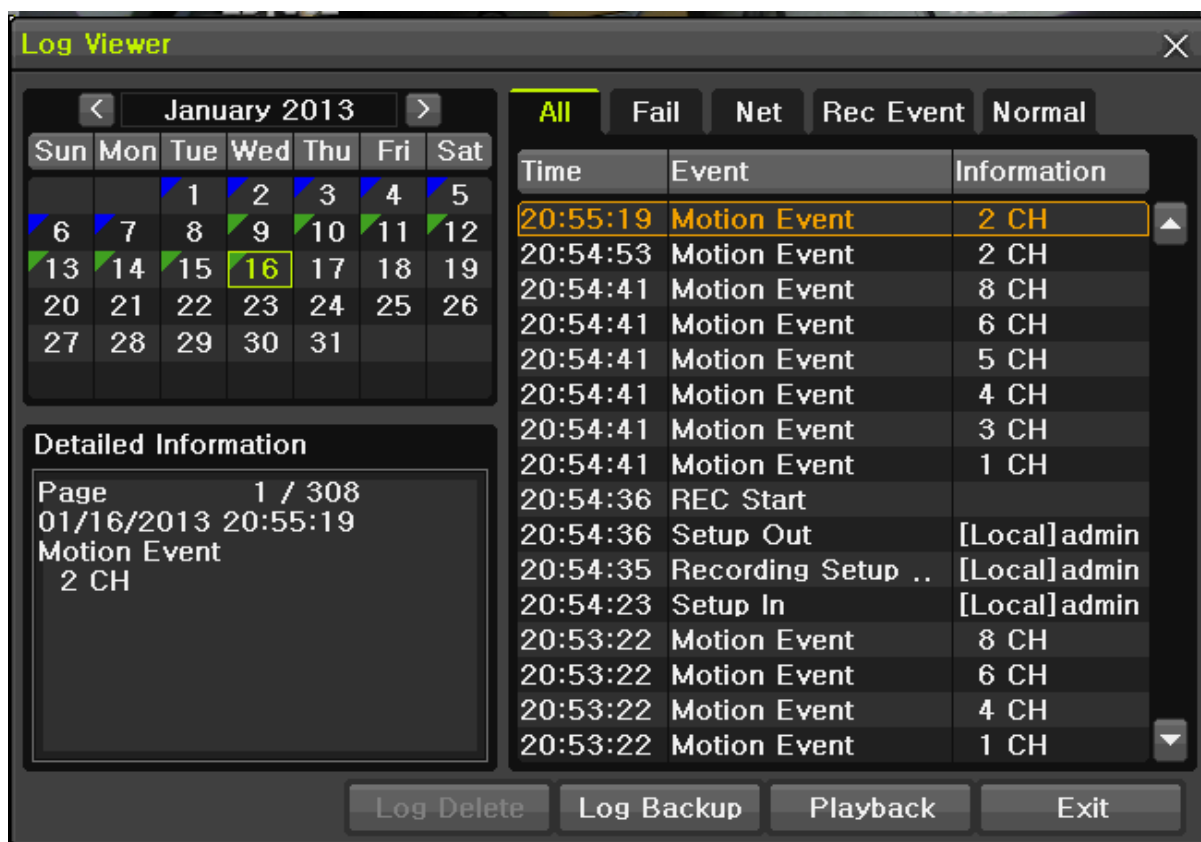 Log Viewer
January 2013
Sun Mon Tue Wed Thu Fri Sat
1 2 3 4 5
6 7 8 9 10 11 12
13 14 15 16 17 18 19
20 21 22 23 24 25 26
27 28 29 30 31
Detailed Information
Page 1 / 308
01/16/2013 20:55:19
Motion Event
2 CH
All Fail Net Rec Event Normal
Time Event Information
20:55:19 Motion Event 2 CH
20:54:53 Motion Event 2 CH
20:54:41 Motion Event 8 CH
20:54:41 Motion Event 6 CH
20:54:41 Motion Event 5 CH
20:54:41 Motion Event 4 CH
20:54:41 Motion Event 3 CH
20:54:41 Motion Event 1 CH
20:54:36 REC Start
20:54:36 Setup Out [Local]admin
20:54:35 Recording Setup .. [Local]admin
20:54:23 Setup In [Local]admin
20:53:22 Motion Event 8 CH
20:53:22 Motion Event 6 CH
20:53:22 Motion Event 4 CH
20:53:22 Motion Event 1 CH
Log Delete Log Backup Playback Exit